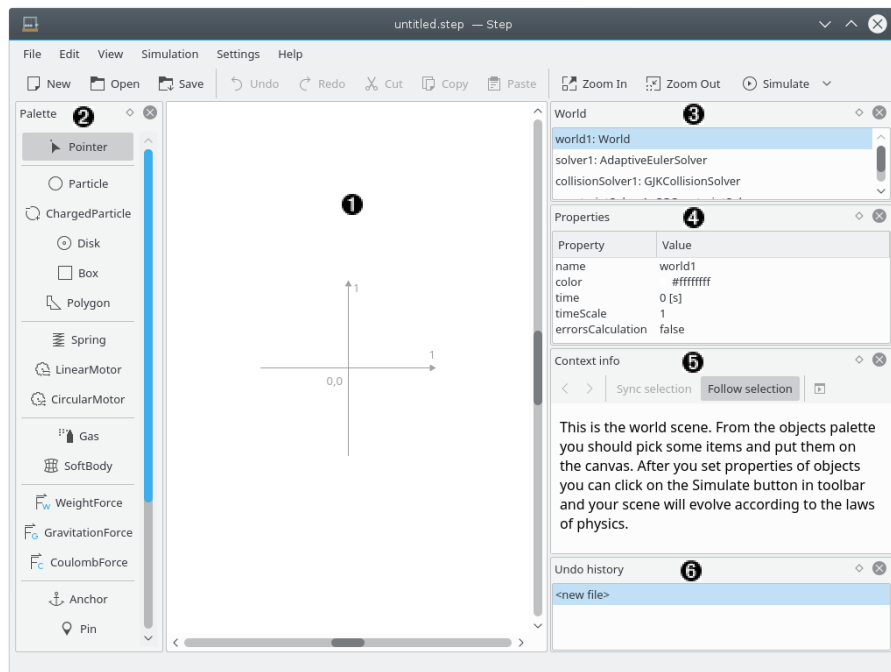 untitled.step — Step
File Edit View Simulation Settings Help
New Open Save Undo Redo Cut Copy Paste Zoom In Zoom Out Simulate
Palette 2
Pointer
Particle
ChargedParticle
Disk
Box
Polygon
Spring
LinearMotor
CircularMotor
Gas
SoftBody
F W WeightForce
F G GravitationForce
F C CoulombForce
Anchor
Pin
1
1
1
0,0
World 3
world1: World
solver1: AdaptiveEulerSolver
collisionSolver1: GJKCollisionSolver
Properties 4
Property Value
name world1
color #ffffffff
time 0 [s]
timeScale 1
errorsCalculation false
Context info 5
Sync selection Follow selection
This is the world scene. From the objects palette
you should pick some items and put them on
the canvas. After you set properties of objects
you can click on the Simulate button in toolbar
and your scene will evolve according to the laws
of physics.
Undo history 6
<new file>